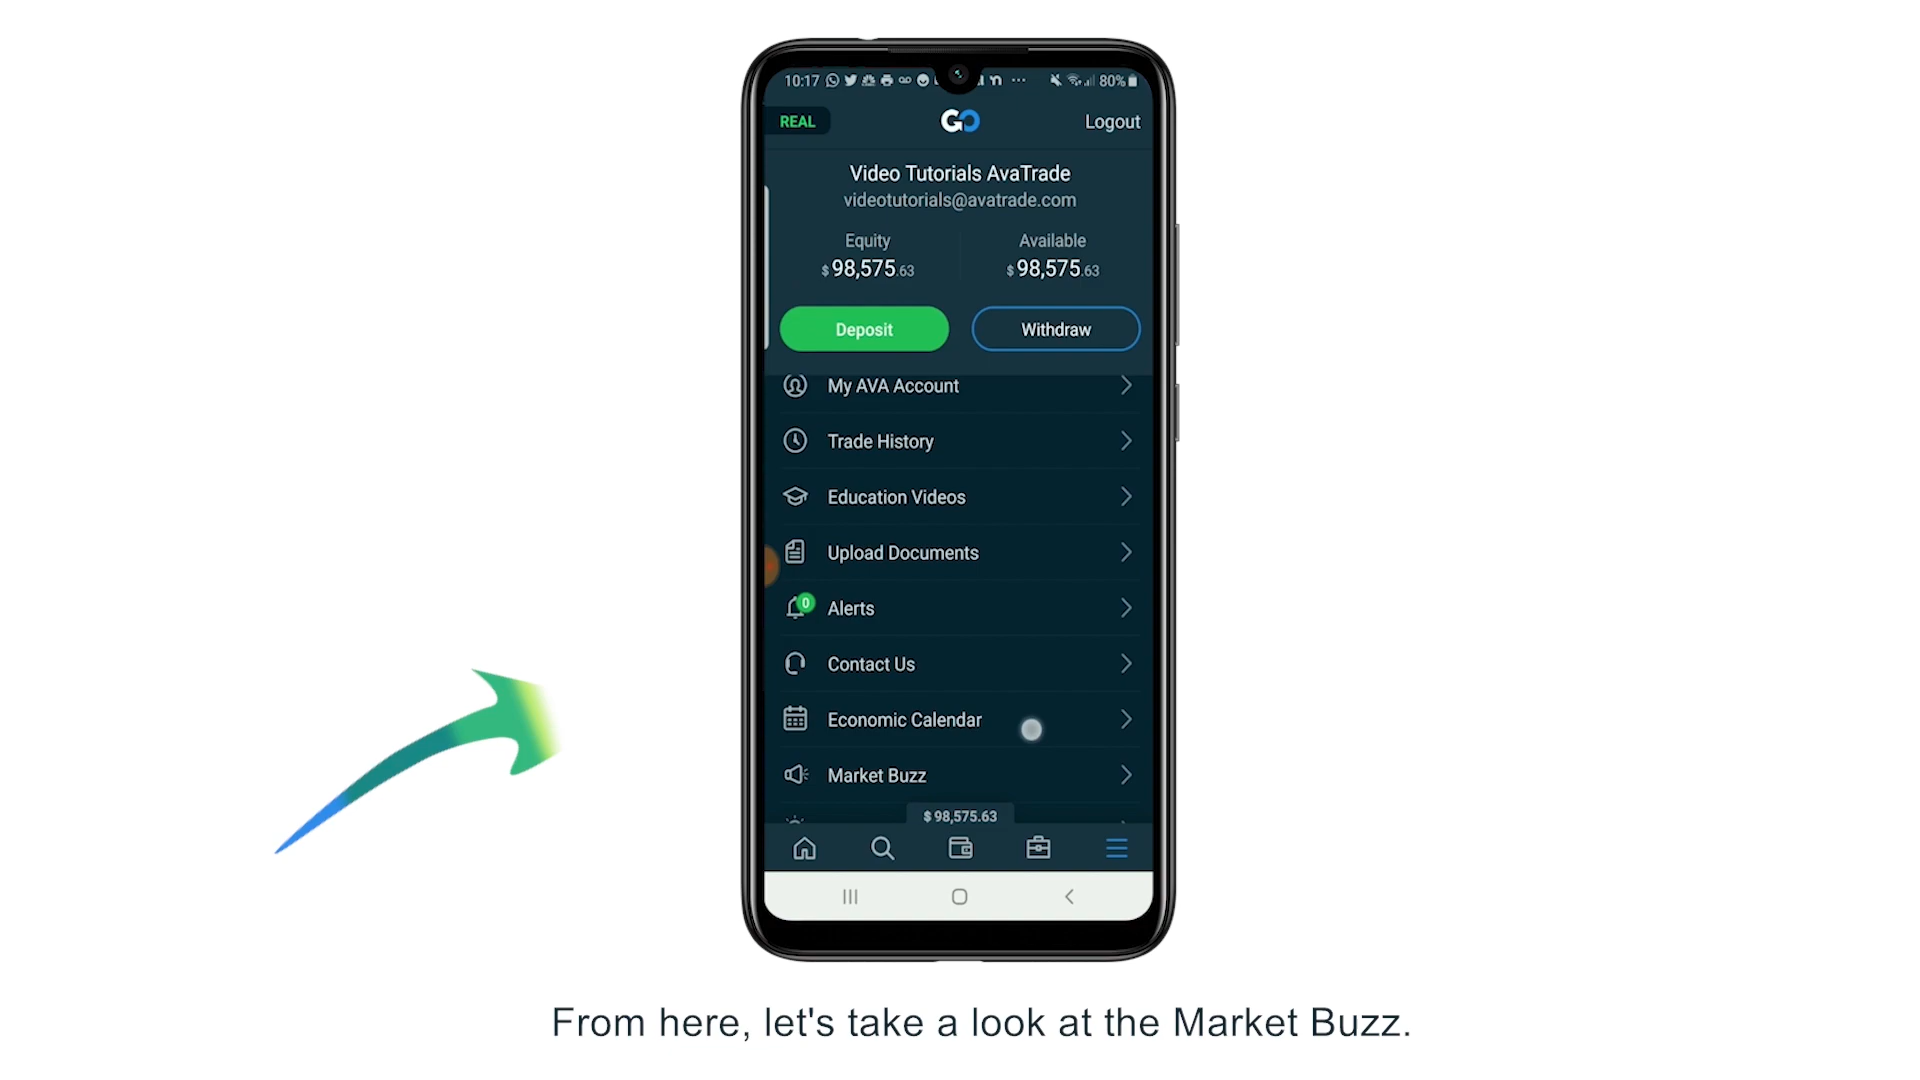 10:17 80%
REAL GO Logout
Video Tutorials AvaTrade
videotutorials@avatrade.com
Equity Available
$98,575.63 $98,575.63
Deposit Withdraw
My AVA Account
Trade History
Education Videos
Upload Documents
0 Alerts
Contact Us
Economic Calendar
Market Buzz
$98,575.63
From here, let's take a look at the Market Buzz.